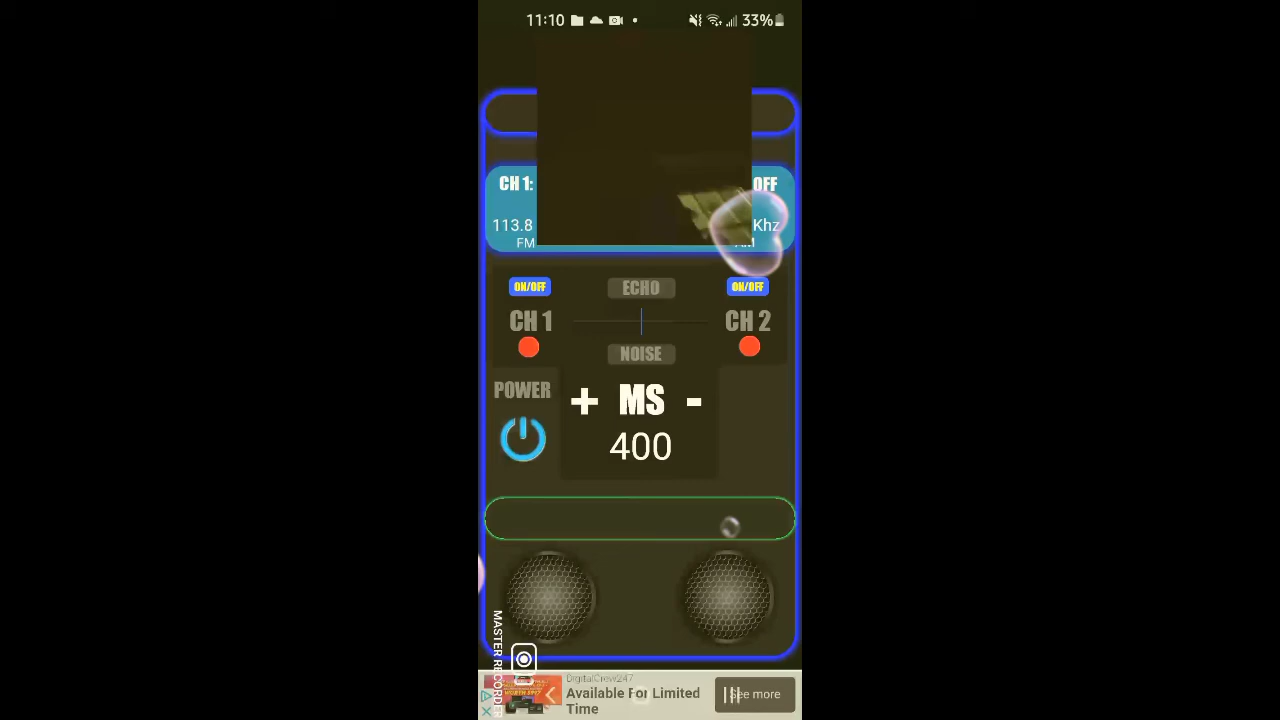 11:10 33%
CH 1: OFF
113.8 Khz
FM AM
ON/OFF ECHO ON/OFF
CH 1 CH 2
NOISE
POWER
+ MS -
400
MASTER RECORDER
DigitalCrew247
Available For Limited
Time
See more